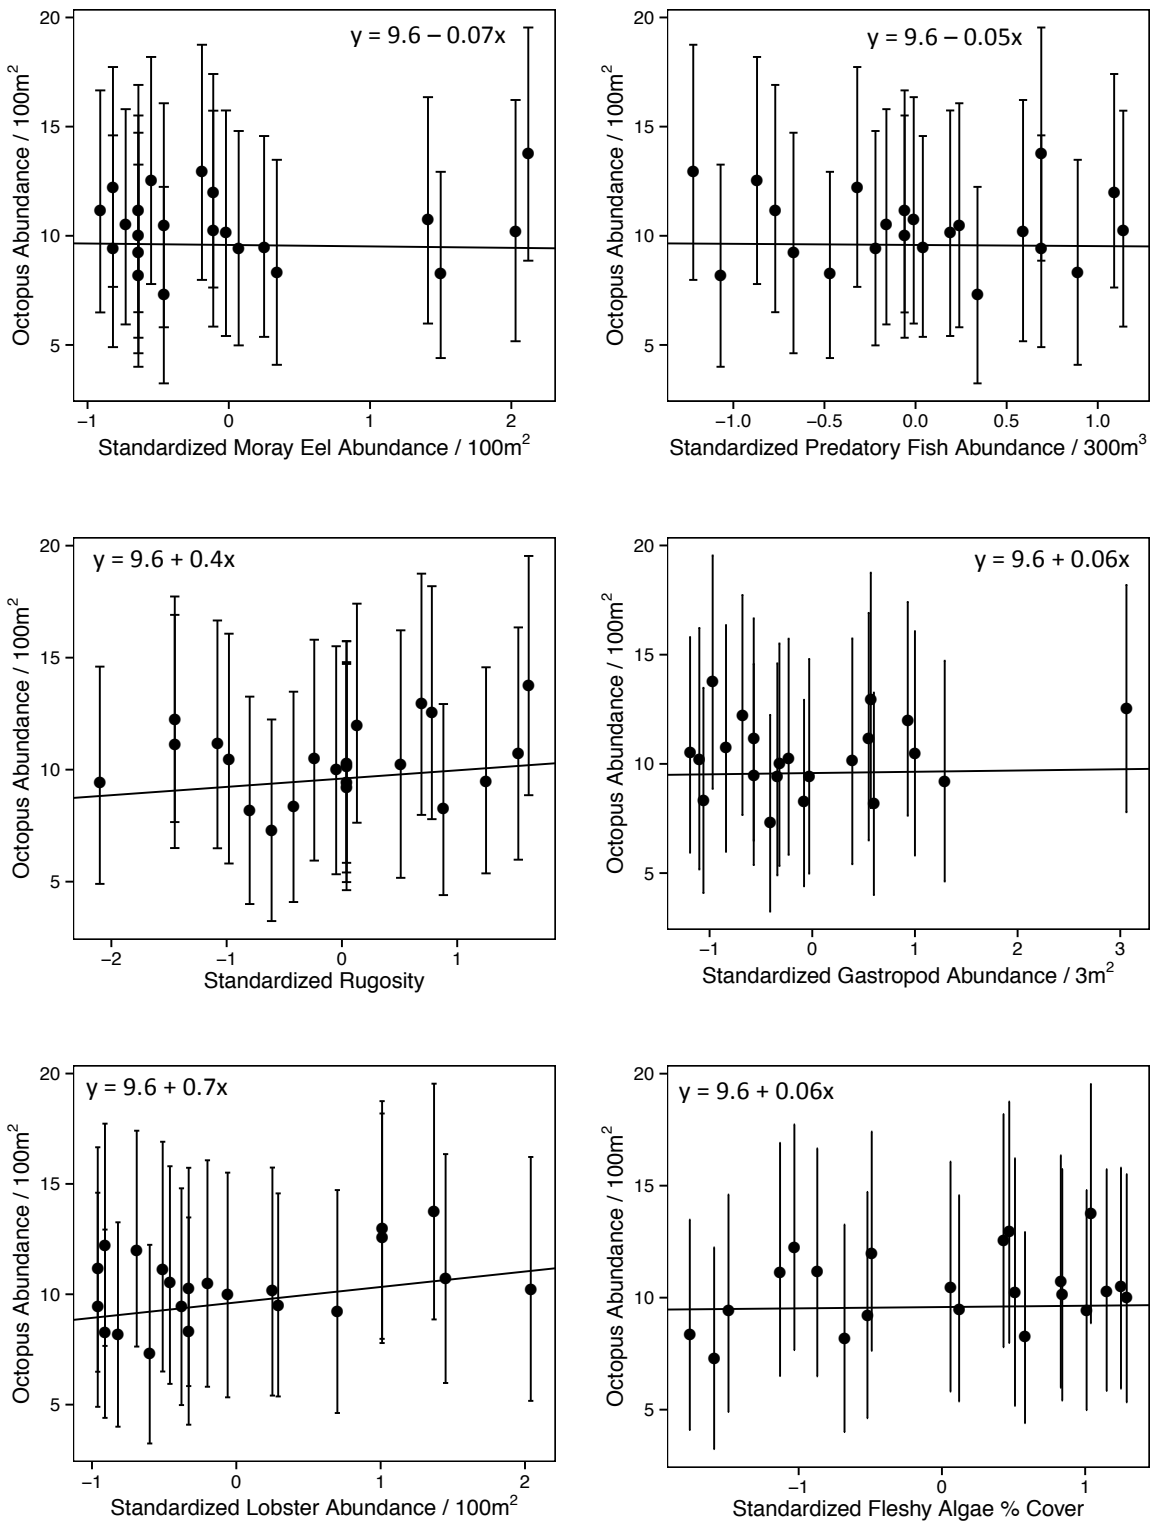 y = 9.6 – 0.07x
Octopus Abundance / 100m²
20
15
10
5
−1
0
1
2
Standardized Moray Eel Abundance / 100m²
y = 9.6 – 0.05x
Octopus Abundance / 100m²
20
15
10
5
−1.0
−0.5
0.0
0.5
1.0
Standardized Predatory Fish Abundance / 300m³
y = 9.6 + 0.4x
Octopus Abundance / 100m²
20
15
10
5
−2
−1
0
1
Standardized Rugosity
y = 9.6 + 0.06x
Octopus Abundance / 100m²
20
15
10
5
−1
0
1
2
3
Standardized Gastropod Abundance / 3m²
y = 9.6 + 0.7x
Octopus Abundance / 100m²
20
15
10
5
−1
0
1
2
Standardized Lobster Abundance / 100m²
y = 9.6 + 0.06x
Octopus Abundance / 100m²
20
15
10
5
−1
0
1
Standardized Fleshy Algae % Cover